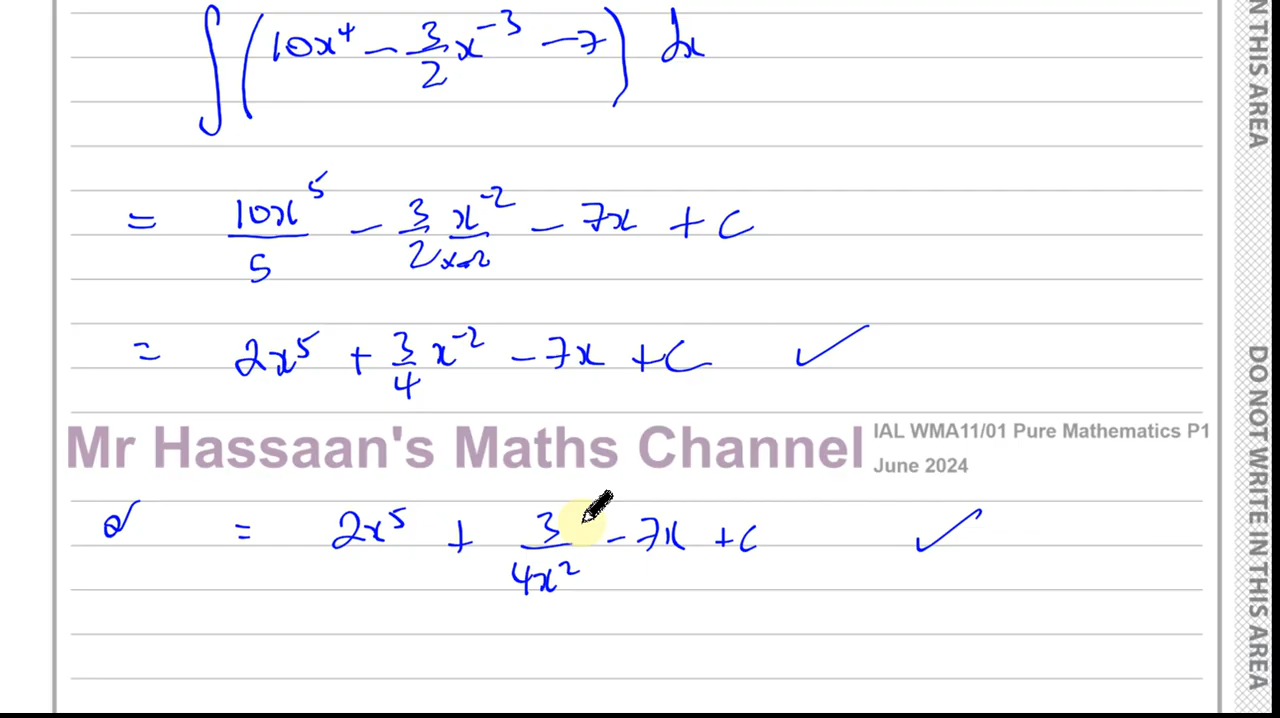 ∫(10x⁴ - 3/2 x⁻³ - 7) dx
= 10x⁵/5 - 3/2 x⁻²/×-2 - 7x + c
= 2x⁵ + 3/4 x⁻² - 7x + c ✓
Mr Hassaan's Maths Channel
IAL WMA11/01 Pure Mathematics P1
June 2024
or = 2x⁵ + 3/4x² - 7x + c ✓
N THIS AREA
DO NOT WRITE IN THIS AREA